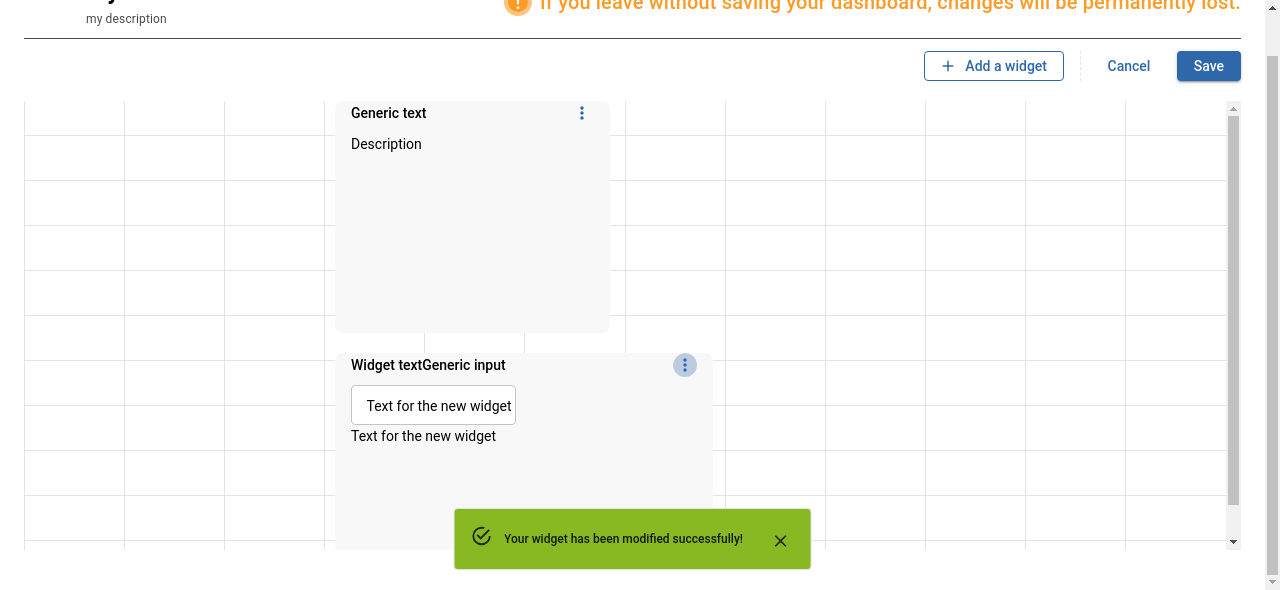 my description
If you leave without saving your dashboard, changes will be permanently lost.
Add a widget
Cancel
Save
Generic text
Description
Widget textGeneric input
Text for the new widget
Text for the new widget
Your widget has been modified successfully!